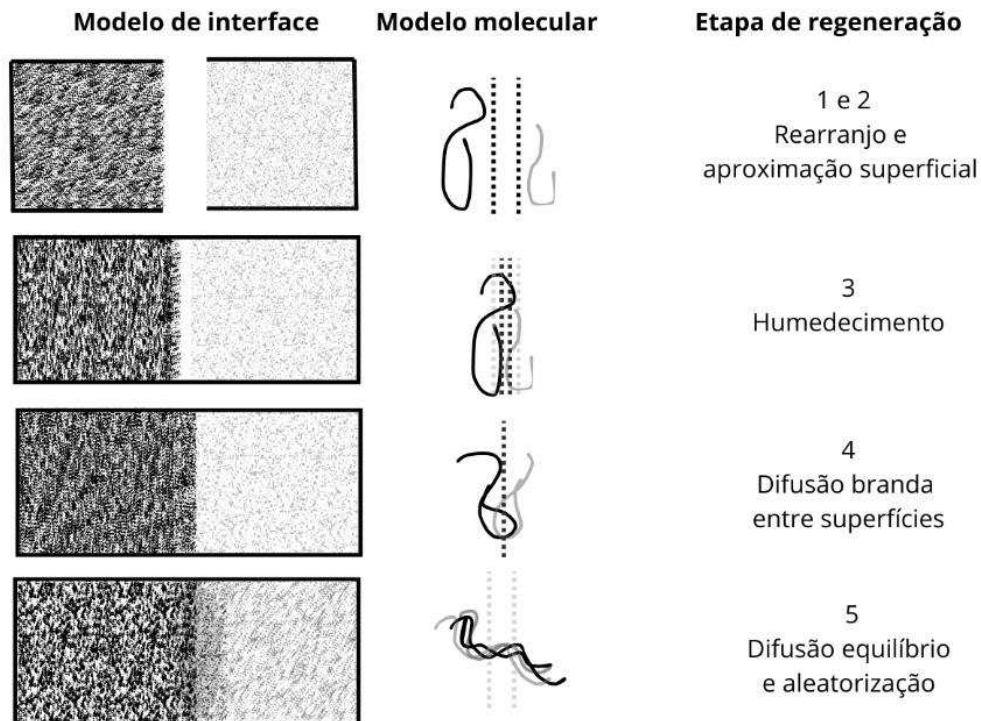 Modelo de interface
Modelo molecular
Etapa de regeneração
1 e 2
Rearranjo e
aproximação superficial
3
Humedecimento
4
Difusão branda
entre superfícies
5
Difusão equilíbrio
e aleatorização